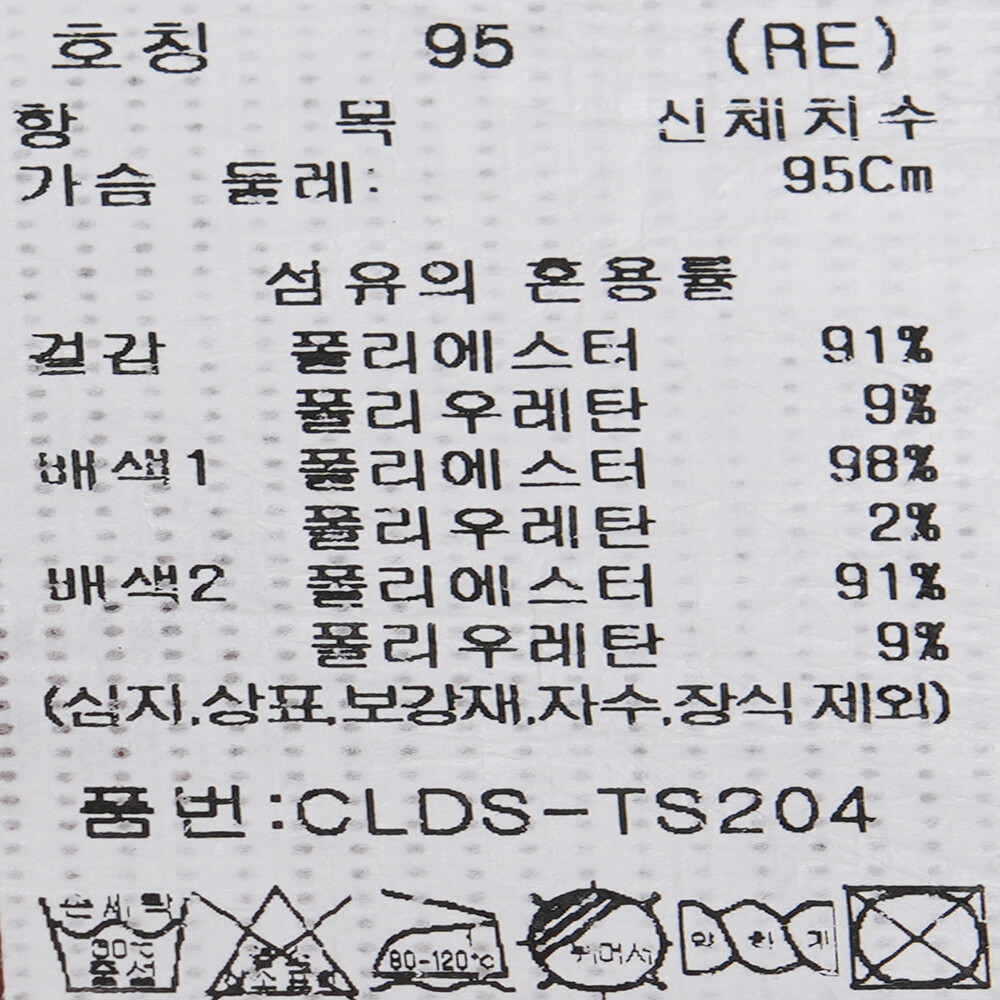 호칭 95 (RE)
항 목 신체치수
가슴 둘레: 95Cm
섬유의 혼용률
겉감 폴리에스터 91%
폴리우레탄 9%
배색1 폴리에스터 98%
폴리우레탄 2%
배색2 폴리에스터 91%
폴리우레탄 9%
(심지,상표,보강재,자수,장식 제외)
품번:CLDS-TS204
손세탁
30℃
중성
염소표백
80-120℃
뉘어서
약하게